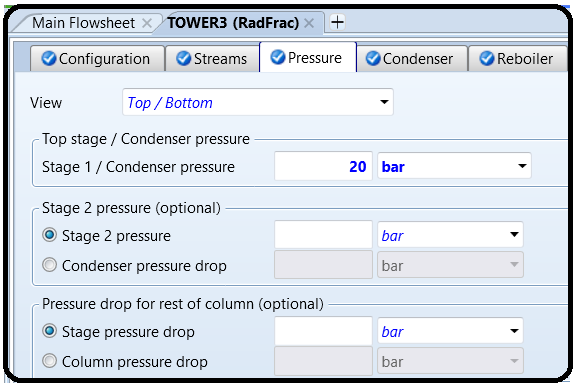 Main Flowsheet TOWER3 (RadFrac) +
Configuration Streams Pressure Condenser Reboiler
View Top / Bottom
Top stage / Condenser pressure
Stage 1 / Condenser pressure 20 bar
Stage 2 pressure (optional)
Stage 2 pressure bar
Condenser pressure drop bar
Pressure drop for rest of column (optional)
Stage pressure drop bar
Column pressure drop bar